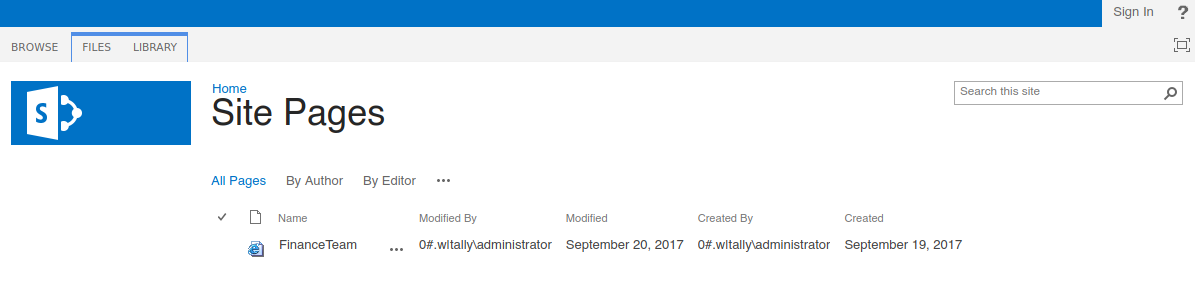 Sign In ?
BROWSE FILES LIBRARY
S
Home
Site Pages
Search this site
All Pages By Author By Editor ...
Name Modified By Modified Created By Created
FinanceTeam ... 0#.w|tally\administrator September 20, 2017 0#.w|tally\administrator September 19, 2017